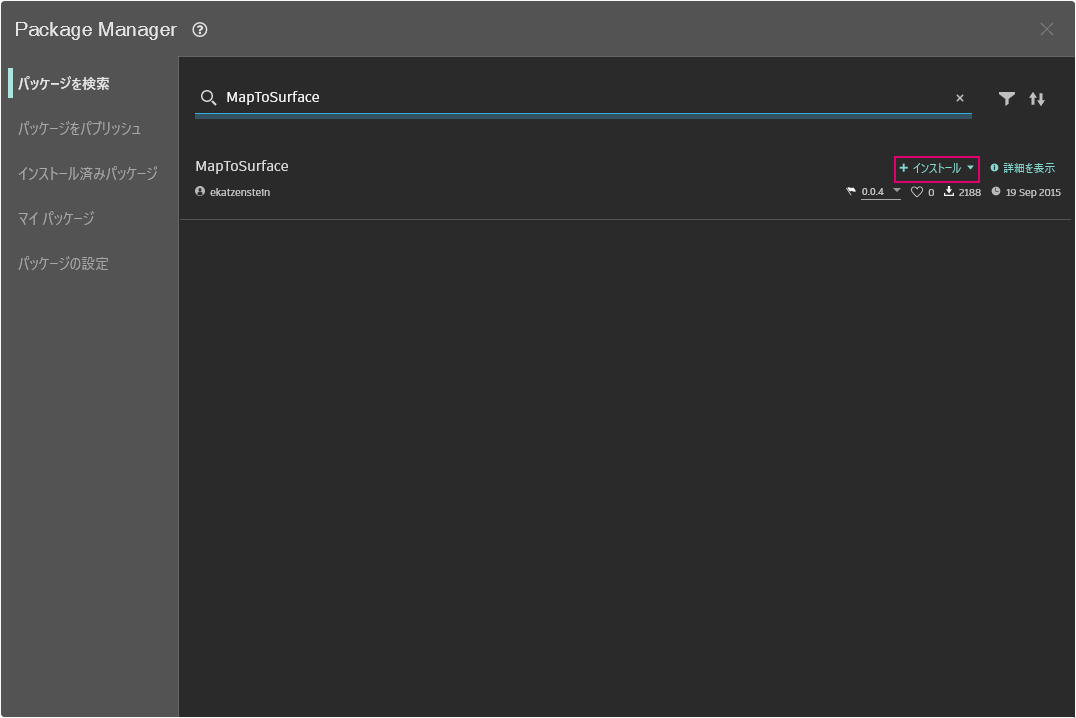 Package Manager
パッケージを検索
パッケージをパブリッシュ
インストール済みパッケージ
マイ パッケージ
パッケージの設定
MapToSurface
MapToSurface
+ インストール
詳細を表示
ekatzenstein
0.0.4 0 2188 19 Sep 2015